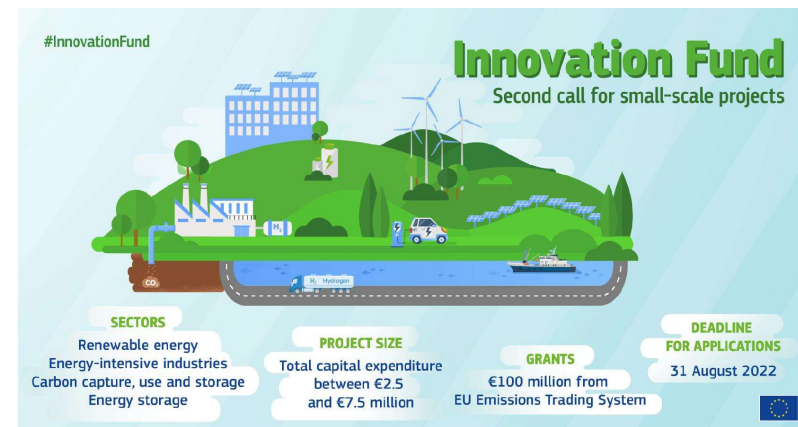 #InnovationFund
Innovation Fund
Second call for small-scale projects
H₂
CO₂
H₂ Hydrogen
SECTORS
Renewable energy
Energy-intensive industries
Carbon capture, use and storage
Energy storage
PROJECT SIZE
Total capital expenditure
between €2.5
and €7.5 million
GRANTS
€100 million from
EU Emissions Trading System
DEADLINE
FOR APPLICATIONS
31 August 2022